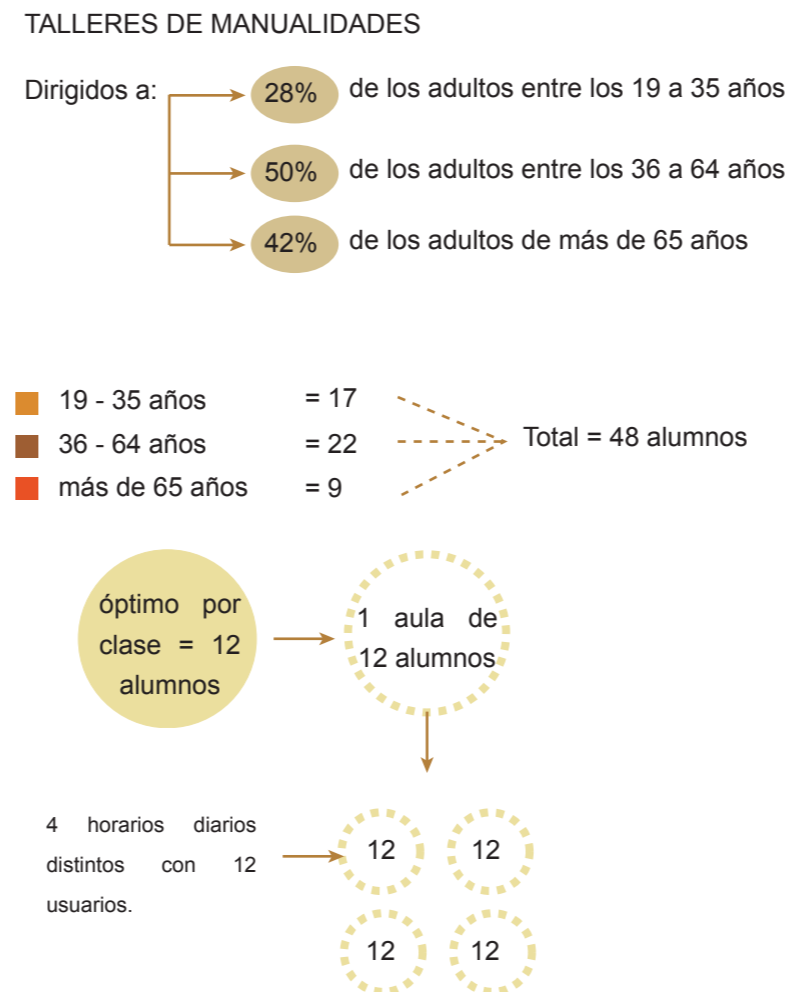 TALLERES DE MANUALIDADES
Dirigidos a:
28% de los adultos entre los 19 a 35 años
50% de los adultos entre los 36 a 64 años
42% de los adultos de más de 65 años
19 - 35 años = 17
36 - 64 años = 22
más de 65 años = 9
Total = 48 alumnos
óptimo por
clase = 12
alumnos
1 aula de
12 alumnos
4 horarios diarios
distintos con 12
usuarios.
12 12
12 12